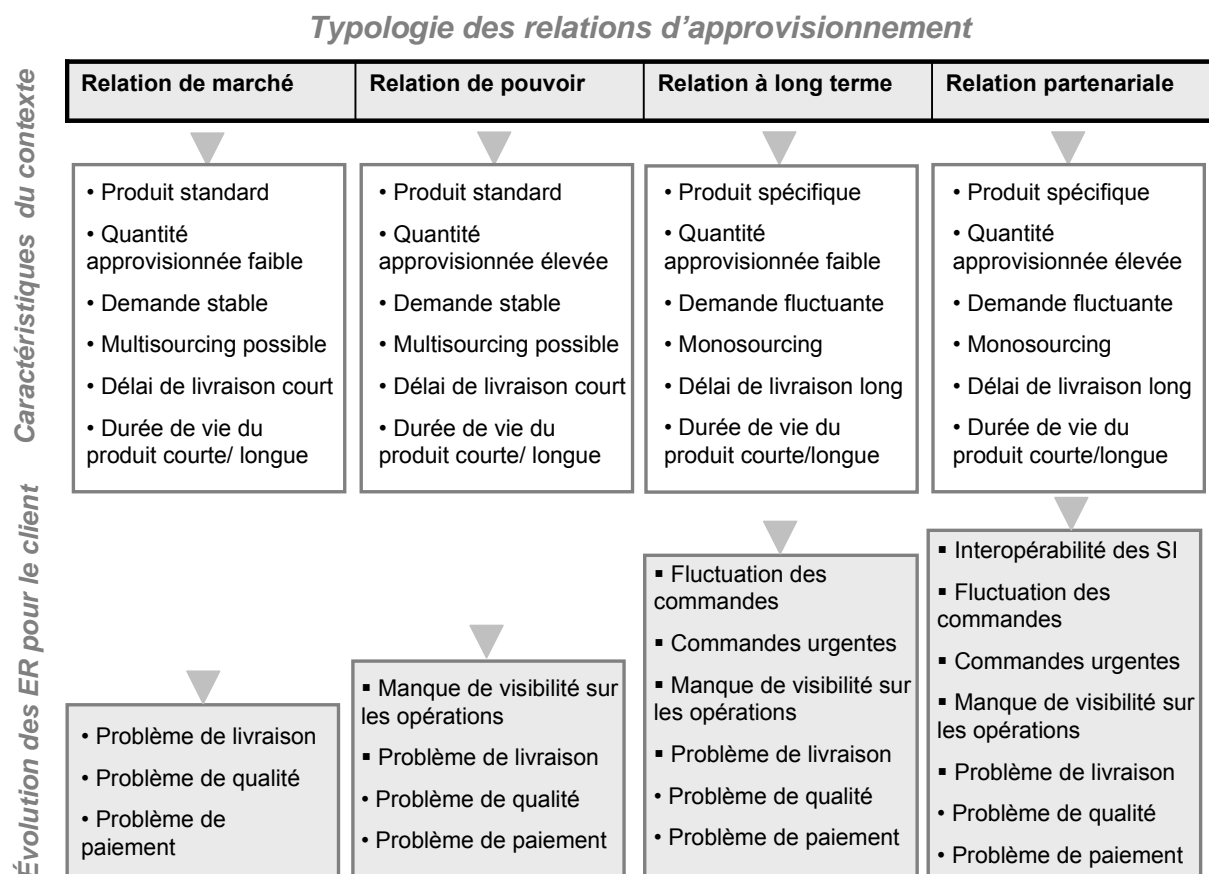 Typologie des relations d’approvisionnement
Caractéristiques du contexte
Relation de marché
Relation de pouvoir
Relation à long terme
Relation partenariale
• Produit standard
• Quantité
approvisionnée faible
• Demande stable
• Multisourcing possible
• Délai de livraison court
• Durée de vie du
produit courte/ longue
• Produit standard
• Quantité
approvisionnée élevée
• Demande stable
• Multisourcing possible
• Délai de livraison court
• Durée de vie du
produit courte/ longue
• Produit spécifique
• Quantité
approvisionnée faible
• Demande fluctuante
• Monosourcing
• Délai de livraison long
• Durée de vie du
produit courte/longue
• Produit spécifique
• Quantité
approvisionnée élevée
• Demande fluctuante
• Monosourcing
• Délai de livraison long
• Durée de vie du
produit courte/longue
Évolution des ER pour le client
• Problème de livraison
• Problème de qualité
• Problème de
paiement
▪ Manque de visibilité sur
les opérations
▪ Problème de livraison
• Problème de qualité
• Problème de paiement
▪ Fluctuation des
commandes
▪ Commandes urgentes
▪ Manque de visibilité sur
les opérations
▪ Problème de livraison
• Problème de qualité
• Problème de paiement
▪ Interopérabilité des SI
▪ Fluctuation des
commandes
▪ Commandes urgentes
▪ Manque de visibilité sur
les opérations
▪ Problème de livraison
• Problème de qualité
• Problème de paiement